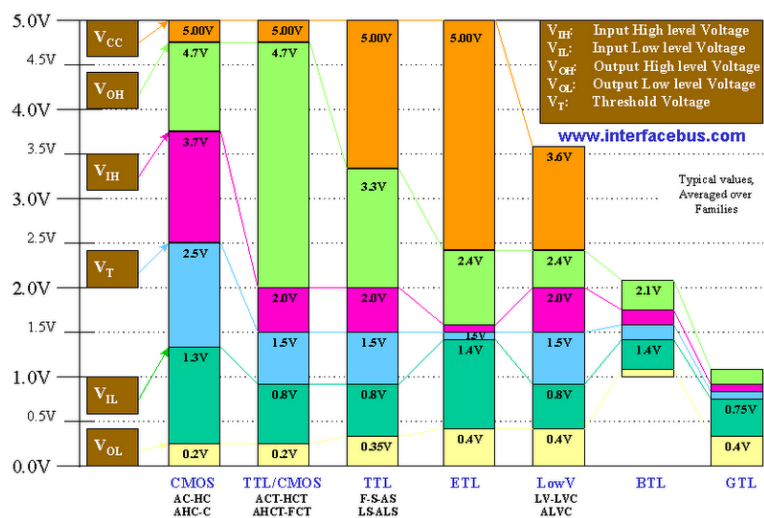 5.0V
4.5V
4.0V
3.5V
3.0V
2.5V
2.0V
1.5V
1.0V
0.5V
0.0V
VCC
VOH
VIH
VT
VIL
VOL
5.00V
4.7V
3.7V
2.5V
1.3V
0.2V
5.00V
4.7V
2.0V
1.5V
0.8V
0.2V
5.00V
3.3V
2.0V
1.5V
0.8V
0.35V
5.00V
2.4V
1.5V
1.4V
0.4V
3.6V
2.4V
2.0V
1.5V
0.8V
0.4V
2.1V
1.4V
0.75V
0.4V
VIH: Input High level Voltage
VIL: Input Low level Voltage
VOH: Output High level Voltage
VOL: Output Low level Voltage
VT: Threshold Voltage
www.interfacebus.com
Typical values,
Averaged over
Families
CMOS
AC-HC
AHC-C
TTL/CMOS
ACT-HCT
AHCT-FCT
TTL
F-S-AS
LS-ALS
ETL
LowV
LV-LVC
ALVC
BTL
GTL